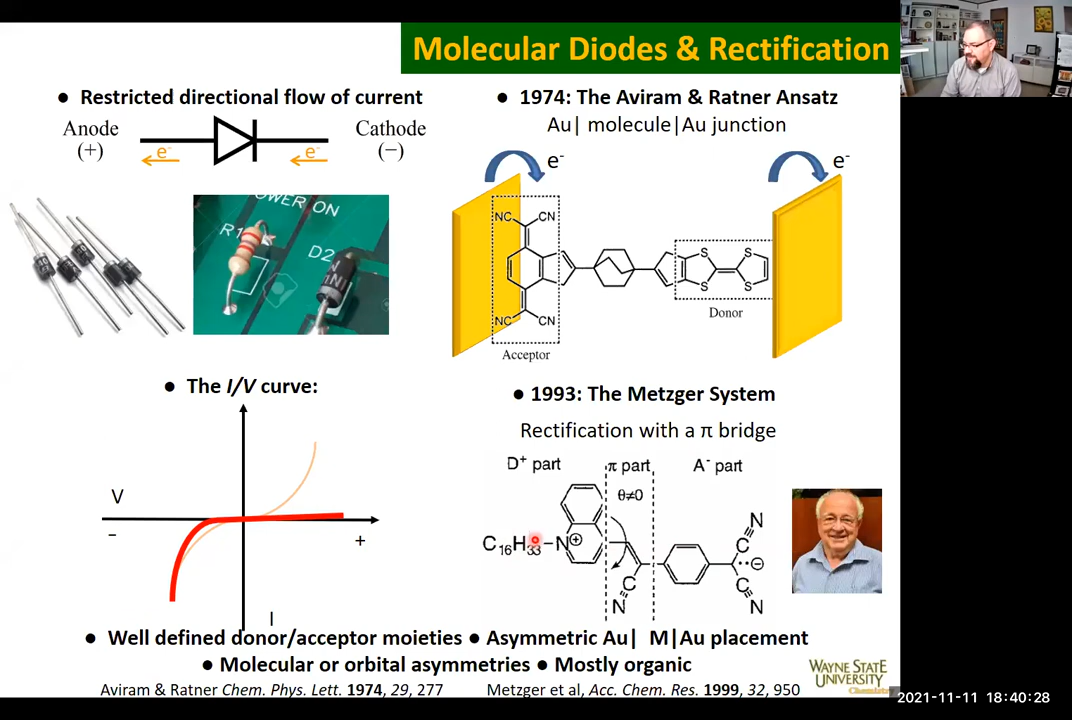 Molecular Diodes & Rectification
● Restricted directional flow of current
Anode
(+)
e-
e-
Cathode
(−)
OWER ON
R1
D2
● The I/V curve:
V
−
+
I
● 1974: The Aviram & Ratner Ansatz
Au| molecule|Au junction
e-
e-
NC CN
NC CN
S S
S S
Acceptor
Donor
● 1993: The Metzger System
Rectification with a π bridge
D+ part π part A- part
θ≠0
C16H33-N+
C
N
N
C
−
C
N
● Well defined donor/acceptor moieties ● Asymmetric Au| M|Au placement
● Molecular or orbital asymmetries ● Mostly organic
Aviram & Ratner Chem. Phys. Lett. 1974, 29, 277
Metzger et al, Acc. Chem. Res. 1999, 32, 950
WAYNE STATE
UNIVERSITY
Chemistry
2021-11-11 18:40:28